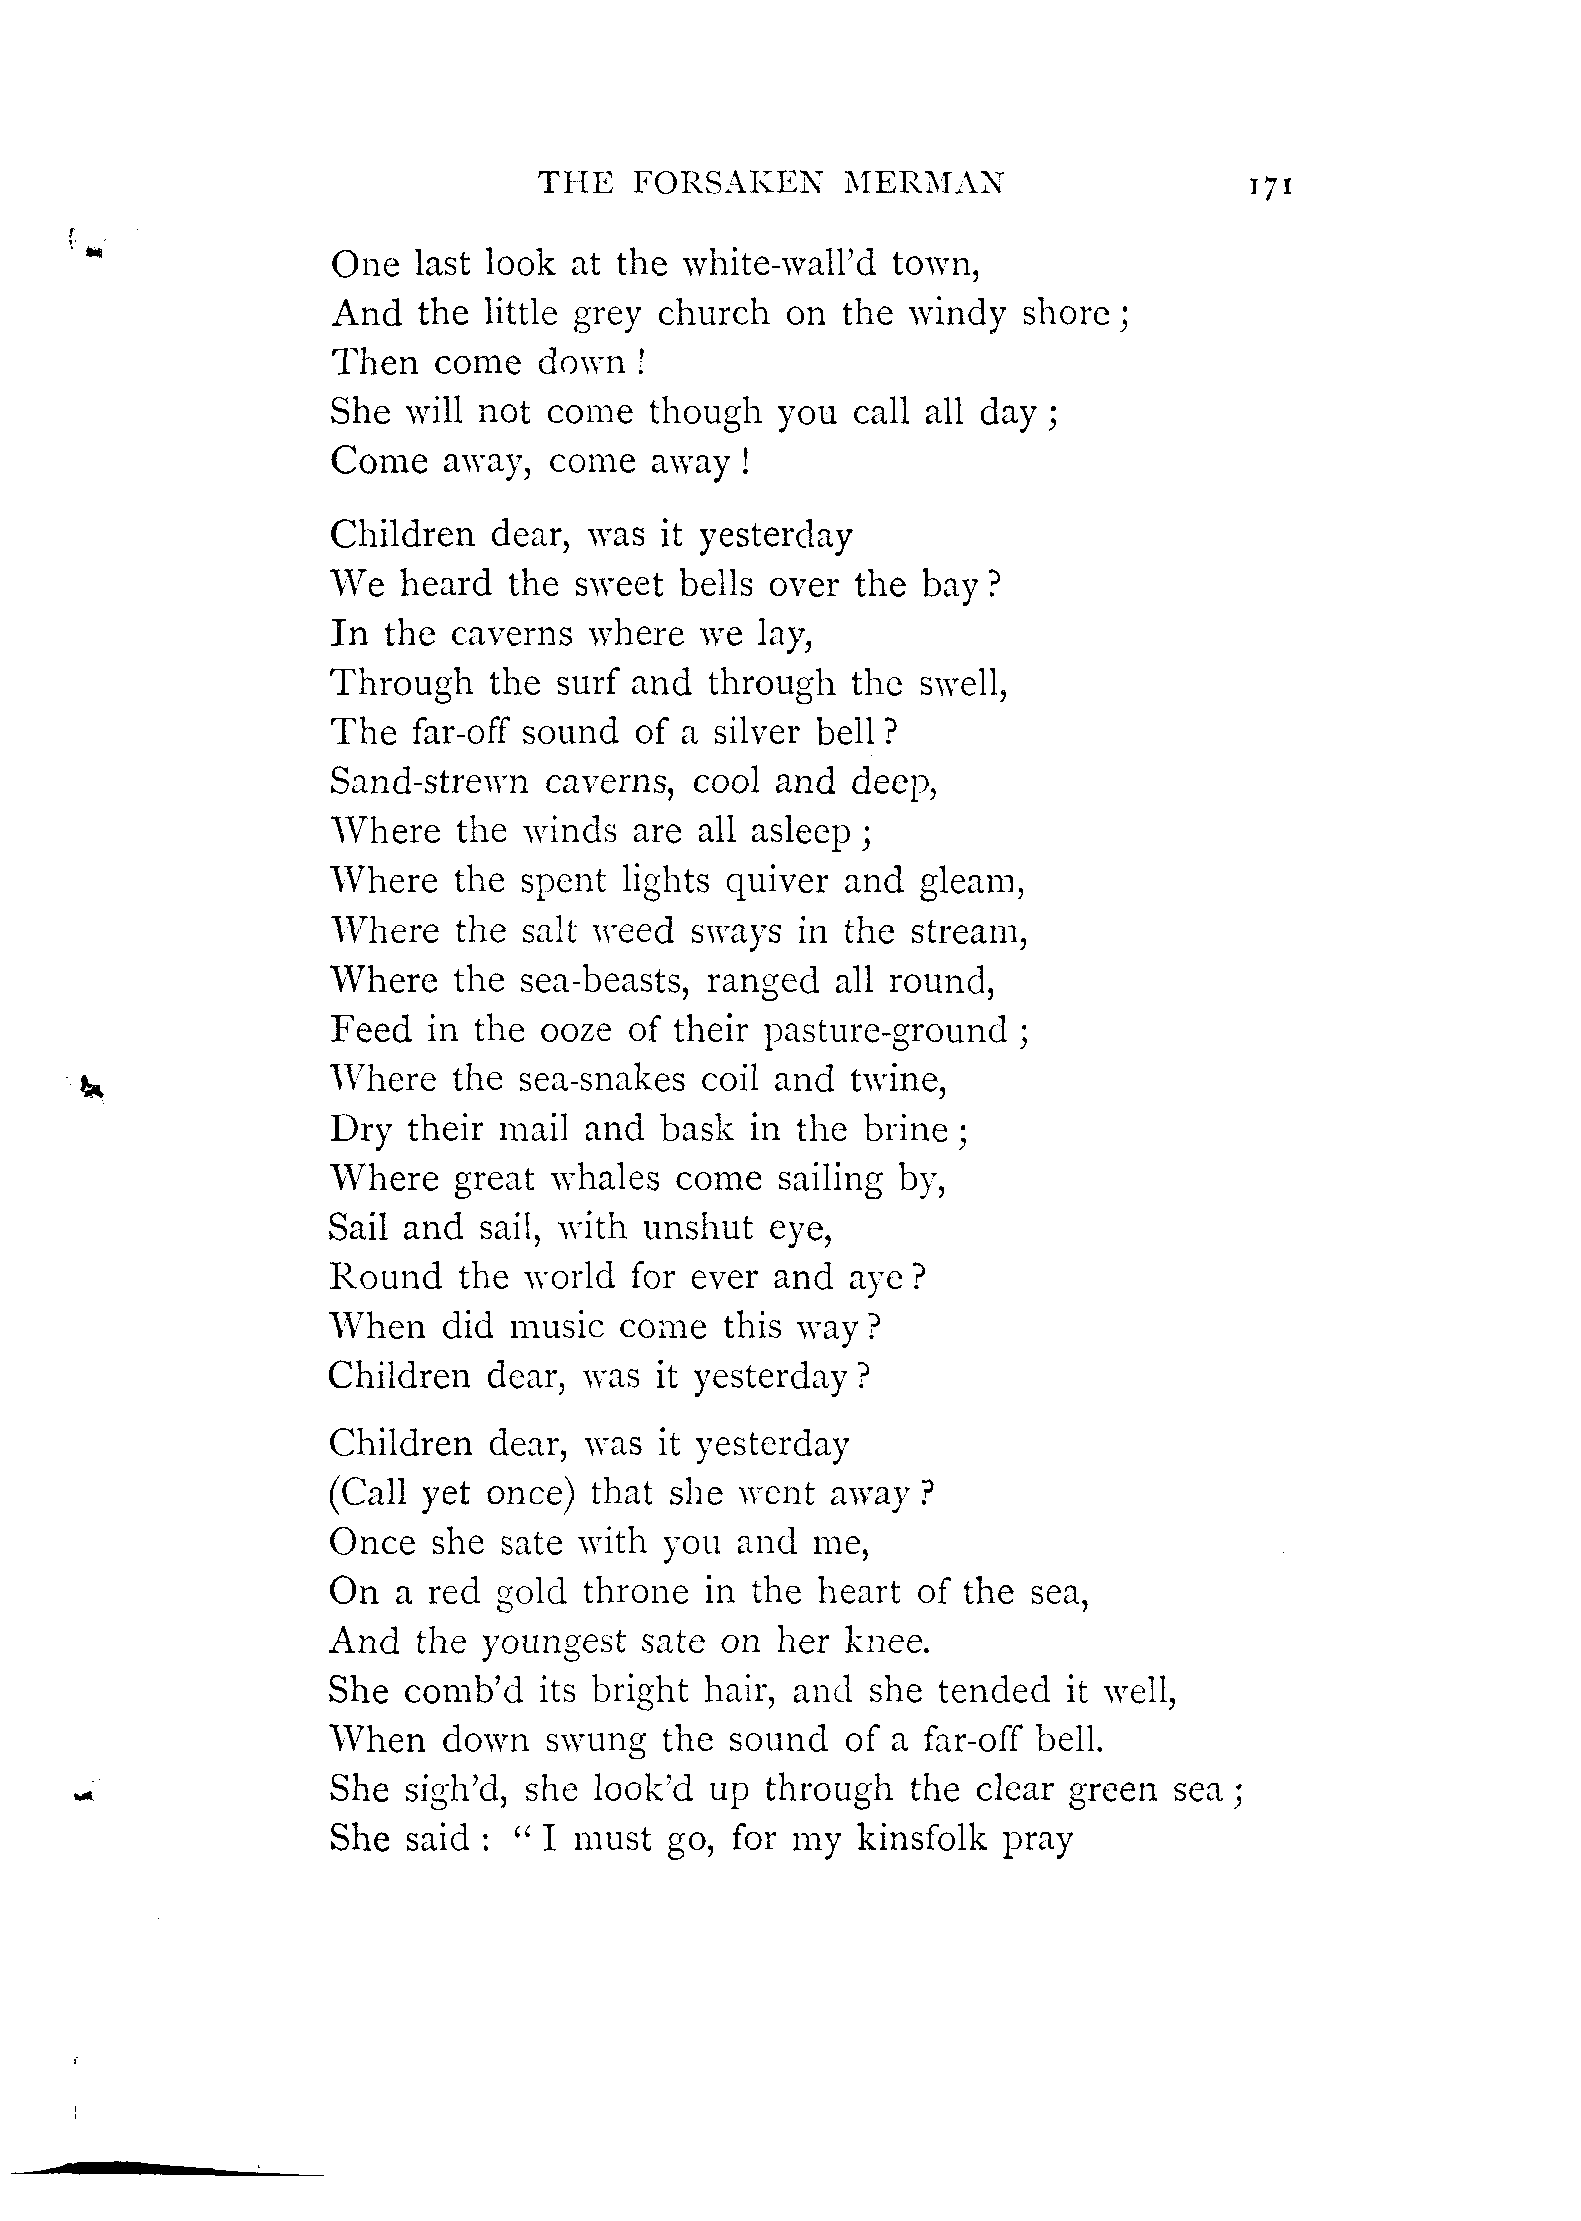 THE FORSAKEN MERMAN 171
One last look at the white-wall'd town,
And the little grey church on the windy shore ;
Then come down !
She will not come though you call all day ;
Come away, come away !
Children dear, was it yesterday
We heard the sweet bells over the bay ?
In the caverns where we lay,
Through the surf and through the swell,
The far-off sound of a silver bell ?
Sand-strewn caverns, cool and deep,
Where the winds are all asleep ;
Where the spent lights quiver and gleam,
Where the salt weed sways in the stream,
Where the sea-beasts, ranged all round,
Feed in the ooze of their pasture-ground ;
Where the sea-snakes coil and twine,
Dry their mail and bask in the brine ;
Where great whales come sailing by,
Sail and sail, with unshut eye,
Round the world for ever and aye ?
When did music come this way ?
Children dear, was it yesterday ?
Children dear, was it yesterday
(Call yet once) that she went away ?
Once she sate with you and me,
On a red gold throne in the heart of the sea,
And the youngest sate on her knee.
She comb'd its bright hair, and she tended it well,
When down swung the sound of a far-off bell.
She sigh'd, she look'd up through the clear green sea ;
She said : “ I must go, for my kinsfolk pray